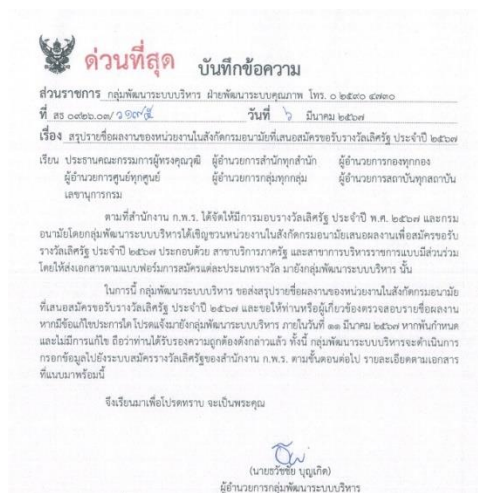 ด่วนที่สุด
บันทึกข้อความ
ส่วนราชการ กลุ่มพัฒนาระบบบริหาร ฝ่ายพัฒนาระบบคุณภาพ โทร. ๐ ๒๕๙๐ ๔๗๓๐
ที่ สธ ๐๙๒๖.๐๓/ วันที่ ๖ มีนาคม ๒๕๖๗
เรื่อง สรุปรายชื่อผลงานของหน่วยงานในสังกัดกรมอนามัยที่เสนอสมัครขอรับรางวัลเลิศรัฐ ประจำปี ๒๕๖๗
เรียน ประธานคณะกรรมการผู้ทรงคุณวุฒิ ผู้อำนวยการสำนักทุกสำนัก ผู้อำนวยการกองทุกกอง
ผู้อำนวยการศูนย์ทุกศูนย์ ผู้อำนวยการกลุ่มทุกกลุ่ม ผู้อำนวยการสถาบันทุกสถาบัน
เลขานุการกรม
ตามที่สำนักงาน ก.พ.ร. ได้จัดให้มีการมอบรางวัลเลิศรัฐ ประจำปี พ.ศ. ๒๕๖๗ และกรม
อนามัยโดยกลุ่มพัฒนาระบบบริหารได้เชิญชวนหน่วยงานในสังกัดกรมอนามัยเสนอผลงานเพื่อสมัครขอรับ
รางวัลเลิศรัฐ ประจำปี ๒๕๖๗ ประกอบด้วย สาขาบริการภาครัฐ และสาขาการบริหารราชการแบบมีส่วนร่วม
โดยให้ส่งเอกสารตามแบบฟอร์มการสมัครแต่ละประเภทรางวัล มายังกลุ่มพัฒนาระบบบริหาร นั้น
ในการนี้ กลุ่มพัฒนาระบบบริหาร ขอส่งสรุปรายชื่อผลงานของหน่วยงานในสังกัดกรมอนามัย
ที่เสนอสมัครขอรับรางวัลเลิศรัฐ ประจำปี ๒๕๖๗ และขอให้ท่านหรือผู้เกี่ยวข้องตรวจสอบรายชื่อผลงาน
หากมีข้อแก้ไขประการใด โปรดแจ้งมายังกลุ่มพัฒนาระบบบริหาร ภายในวันที่ ๑๑ มีนาคม ๒๕๖๗ หากพ้นกำหนด
และไม่มีการแก้ไข ถือว่าท่านได้รับรองความถูกต้องดังกล่าวแล้ว ทั้งนี้ กลุ่มพัฒนาระบบบริหารจะดำเนินการ
กรอกข้อมูลไปยังระบบสมัครรางวัลเลิศรัฐของสำนักงาน ก.พ.ร. ตามขั้นตอนต่อไป รายละเอียดตามเอกสาร
ที่แนบมาพร้อมนี้
จึงเรียนมาเพื่อโปรดทราบ จะเป็นพระคุณ
(นายธวัชชัย บุญเกิด)
ผู้อำนวยการกลุ่มพัฒนาระบบบริหาร